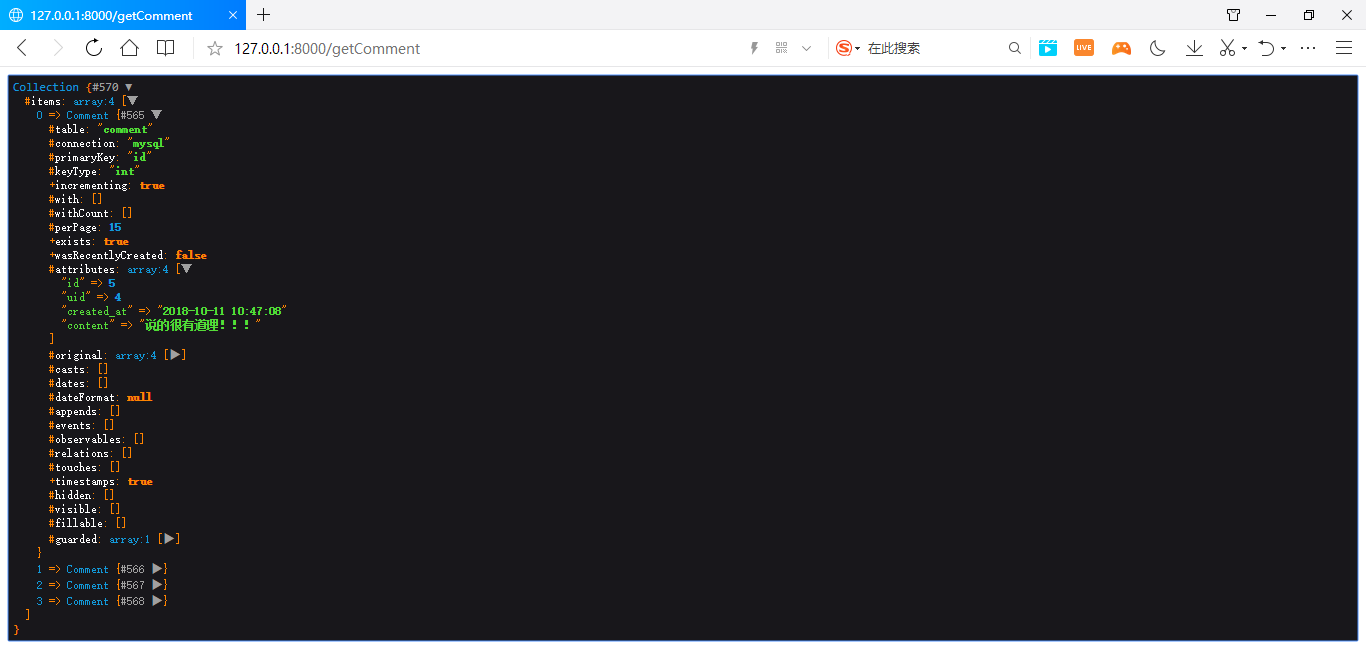 127.0.0.1:8000/getComment
127.0.0.1:8000/getComment
在此搜索
LIVE
Collection {#570 ▼
#items: array:4 [▼
0 => Comment {#565 ▼
#table: "comment"
#connection: "mysql"
#primaryKey: "id"
#keyType: "int"
+incrementing: true
#with: []
#withCount: []
#perPage: 15
+exists: true
+wasRecentlyCreated: false
#attributes: array:4 [▼
"id" => 5
"uid" => 4
"created_at" => "2018-10-11 10:47:08"
"content" => "说的很有道理！！！"
]
#original: array:4 [▶]
#casts: []
#dates: []
#dateFormat: null
#appends: []
#events: []
#observables: []
#relations: []
#touches: []
+timestamps: true
#hidden: []
#visible: []
#fillable: []
#guarded: array:1 [▶]
}
1 => Comment {#566 ▶}
2 => Comment {#567 ▶}
3 => Comment {#568 ▶}
]
}